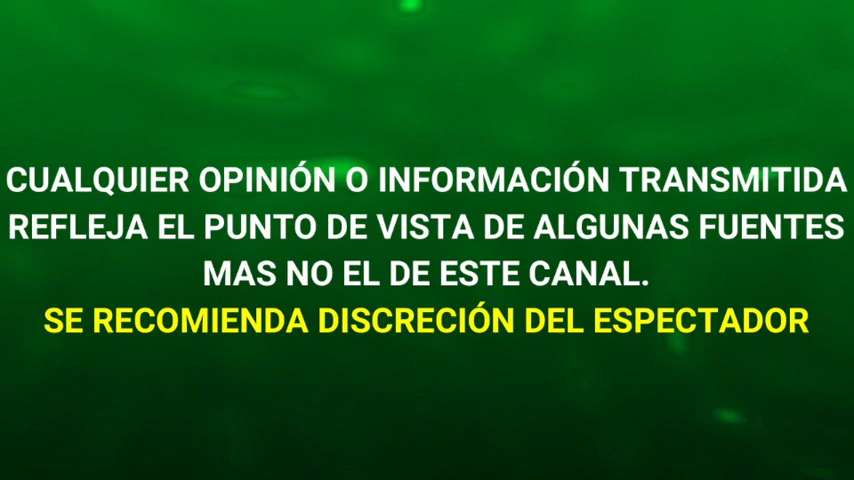 CUALQUIER OPINIÓN O INFORMACIÓN TRANSMITIDA
REFLEJA EL PUNTO DE VISTA DE ALGUNAS FUENTES
MAS NO EL DE ESTE CANAL.
SE RECOMIENDA DISCRECIÓN DEL ESPECTADOR